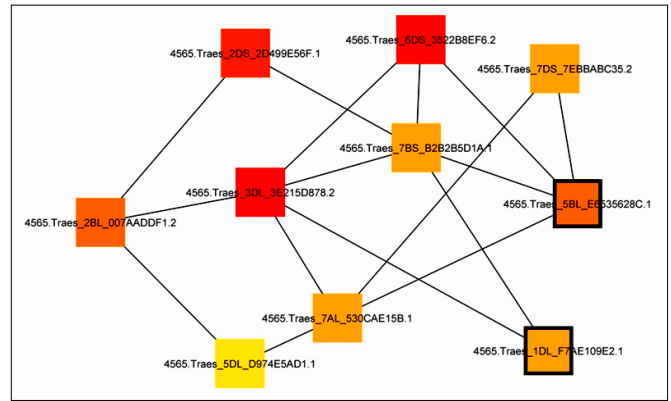 4565.Traes_6DS_3522B8EF6.2
4565.Traes_2DS_2D499E56F.1
4565.Traes_7DS_7EBBABC35.2
4565.Traes_7BS_B2B2B5D1A.1
4565.Traes_3DL_3E215D878.2
4565.Traes_5BL_E6535628C.1
4565.Traes_2BL_007AADDF1.2
4565.Traes_7AL_530CAE15B.1
4565.Traes_1DL_F7AE109E2.1
4565.Traes_5DL_D974E5AD1.1